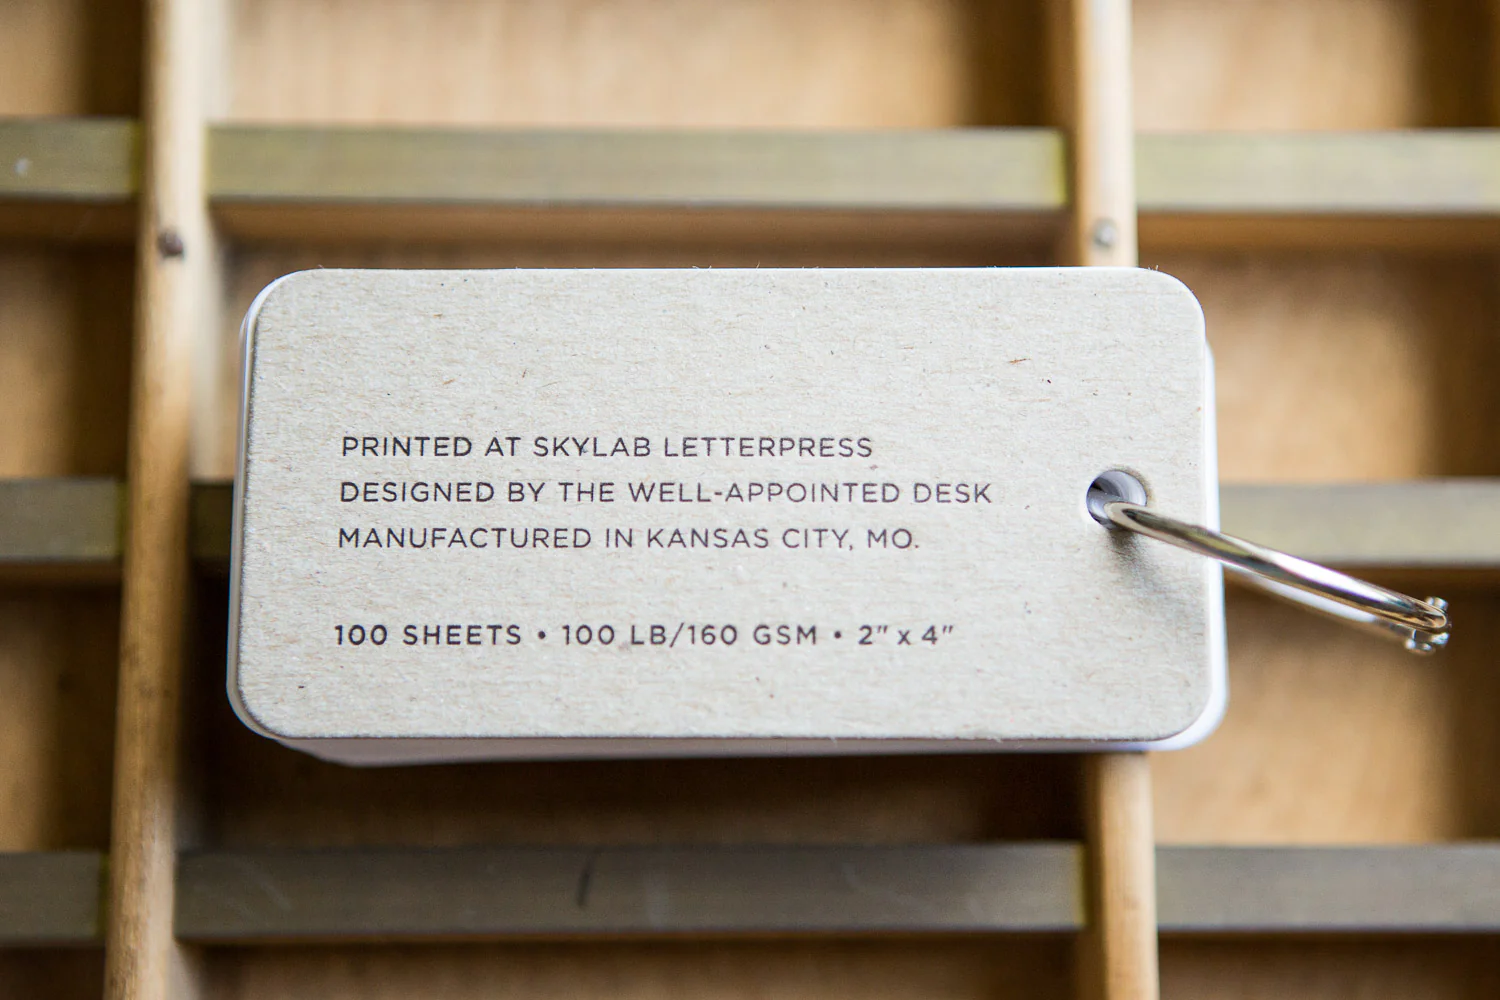 PRINTED AT SKYLAB LETTERPRESS
DESIGNED BY THE WELL-APPOINTED DESK
MANUFACTURED IN KANSAS CITY, MO.
100 SHEETS • 100 LB/160 GSM • 2" x 4"